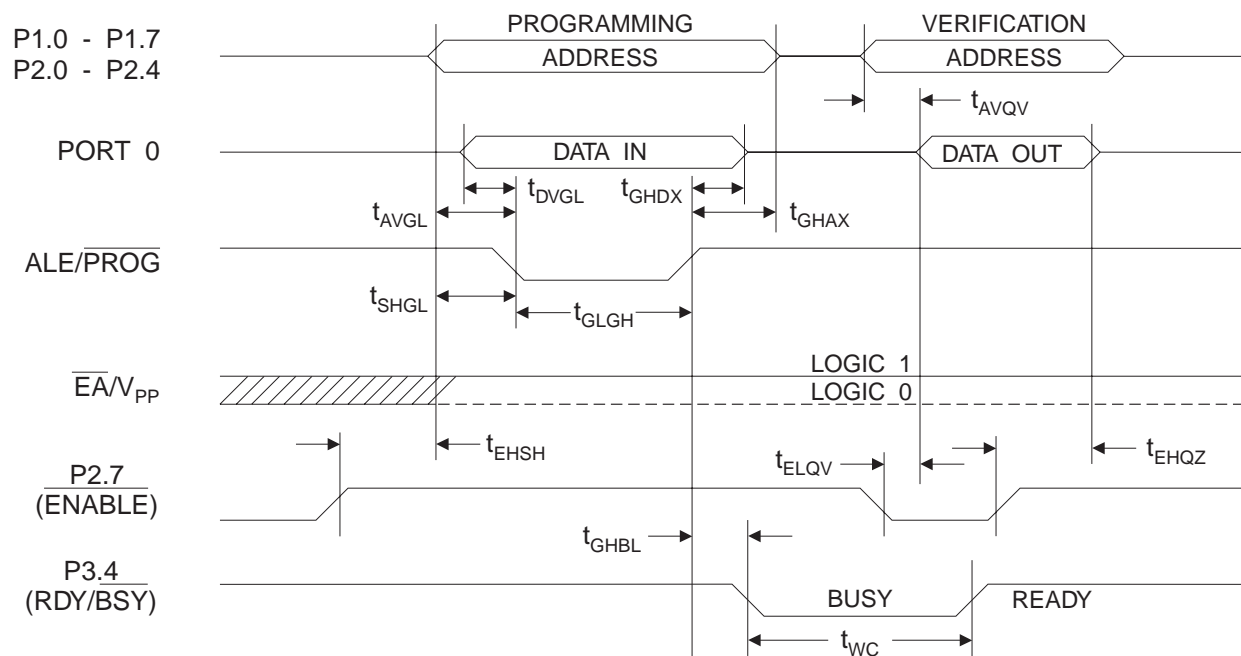 PROGRAMMING
VERIFICATION
P1.0 - P1.7
P2.0 - P2.4
ADDRESS
ADDRESS
tAVQV
PORT 0
DATA IN
DATA OUT
tDVGL
tGHDX
tAVGL
tGHAX
ALE/PROG
tSHGL
tGLGH
LOGIC 1
EA/VPP
LOGIC 0
tEHSH
tELQV
tEHQZ
P2.7
(ENABLE)
tGHBL
P3.4
(RDY/BSY)
BUSY
READY
tWC